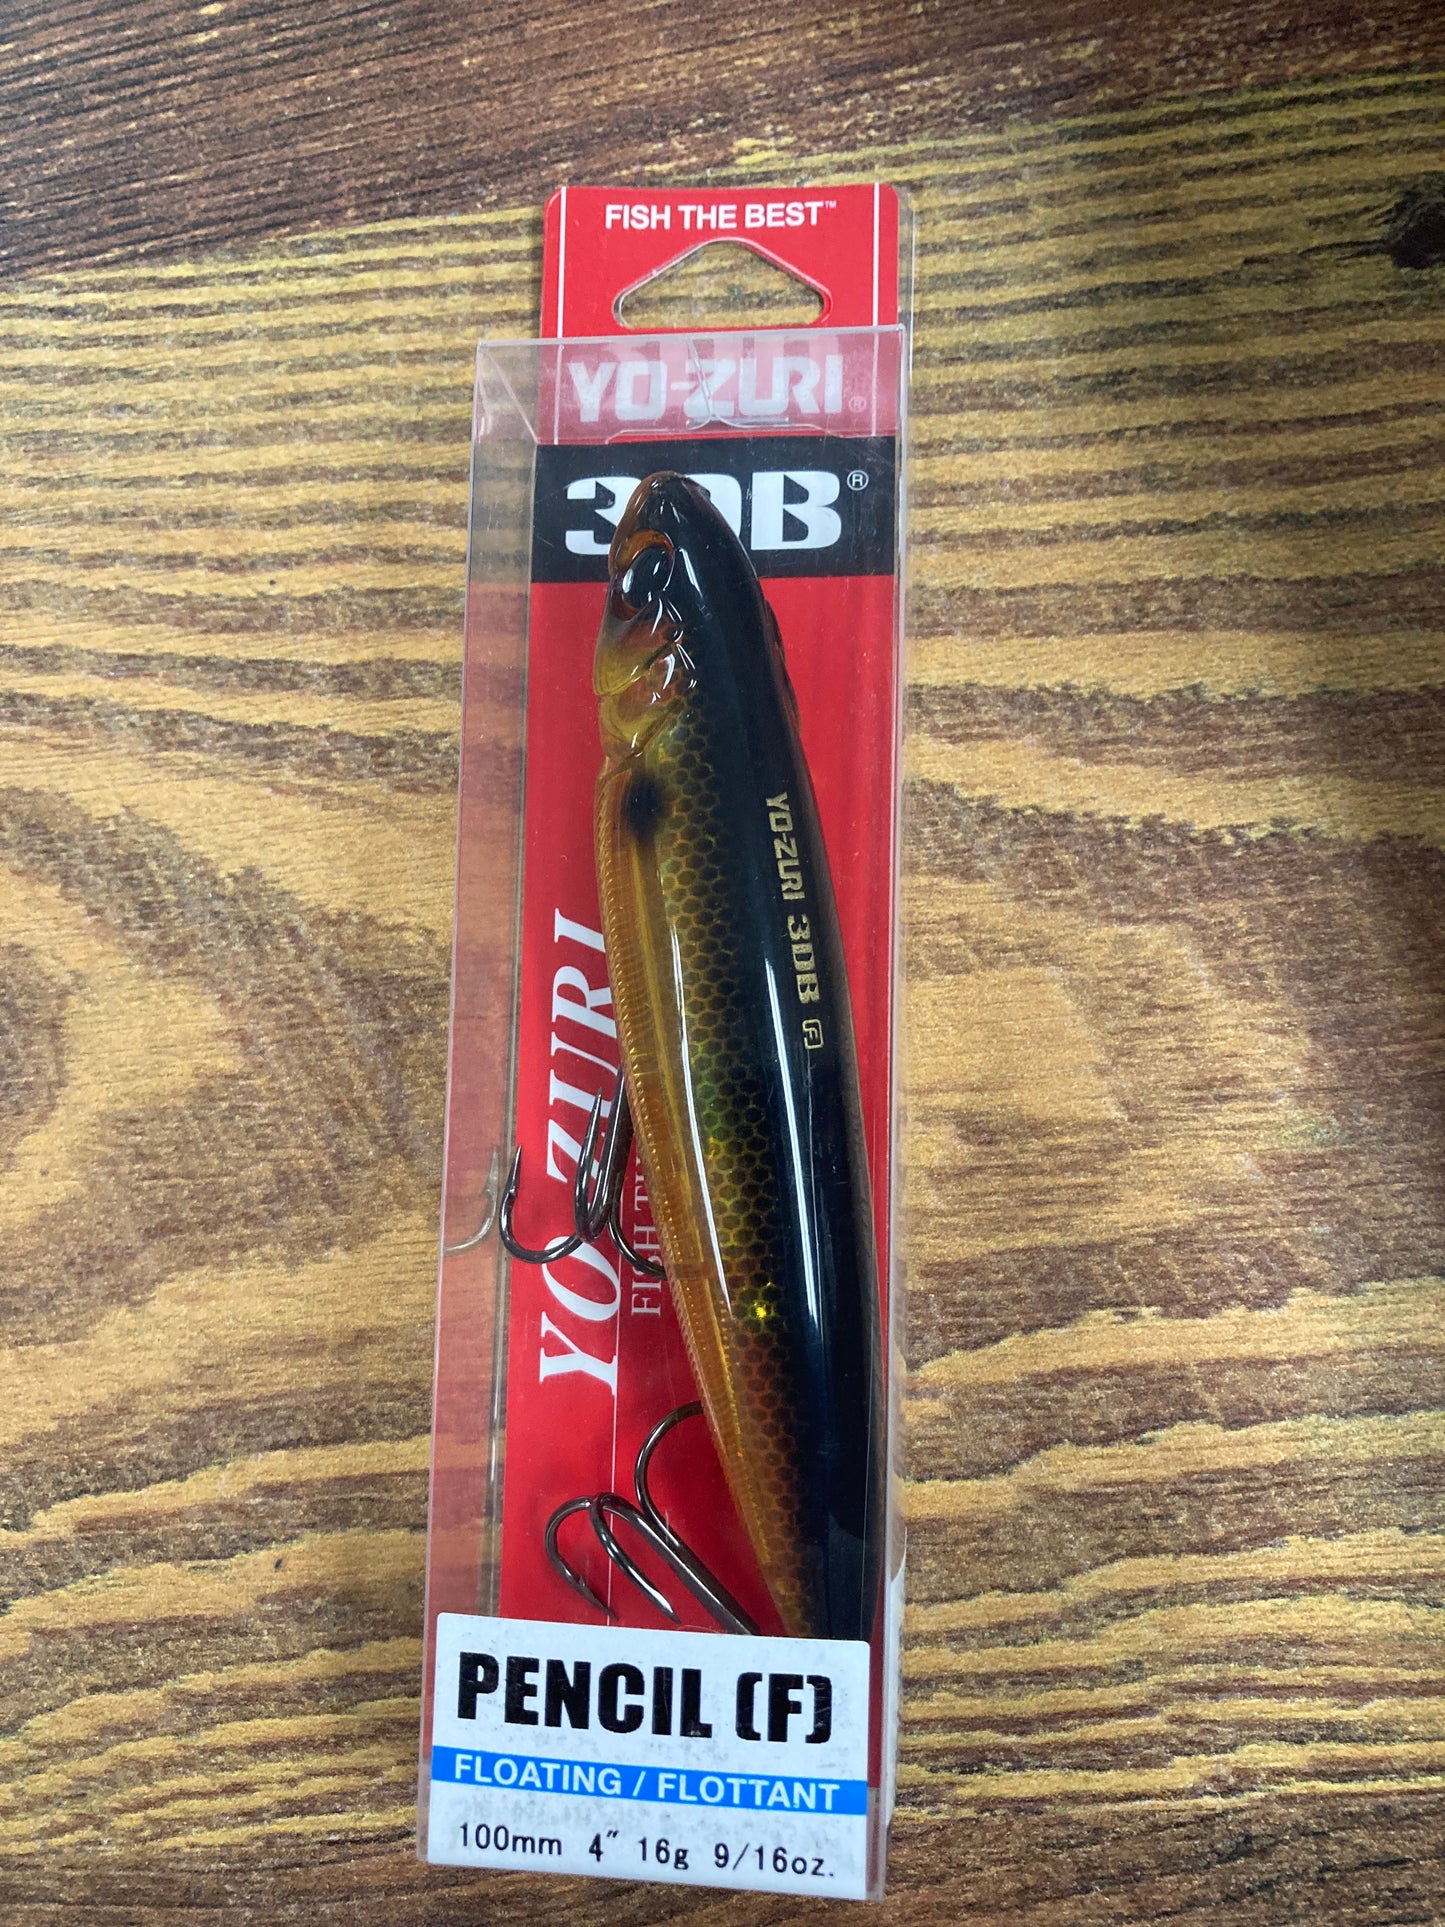 FISH THE BEST™
YO-ZURI®
3DB®
YO-ZURI 3DB F
YO-ZURI
FISH
PENCIL (F)
FLOATING / FLOTTANT
100mm 4" 16g 9/16oz.